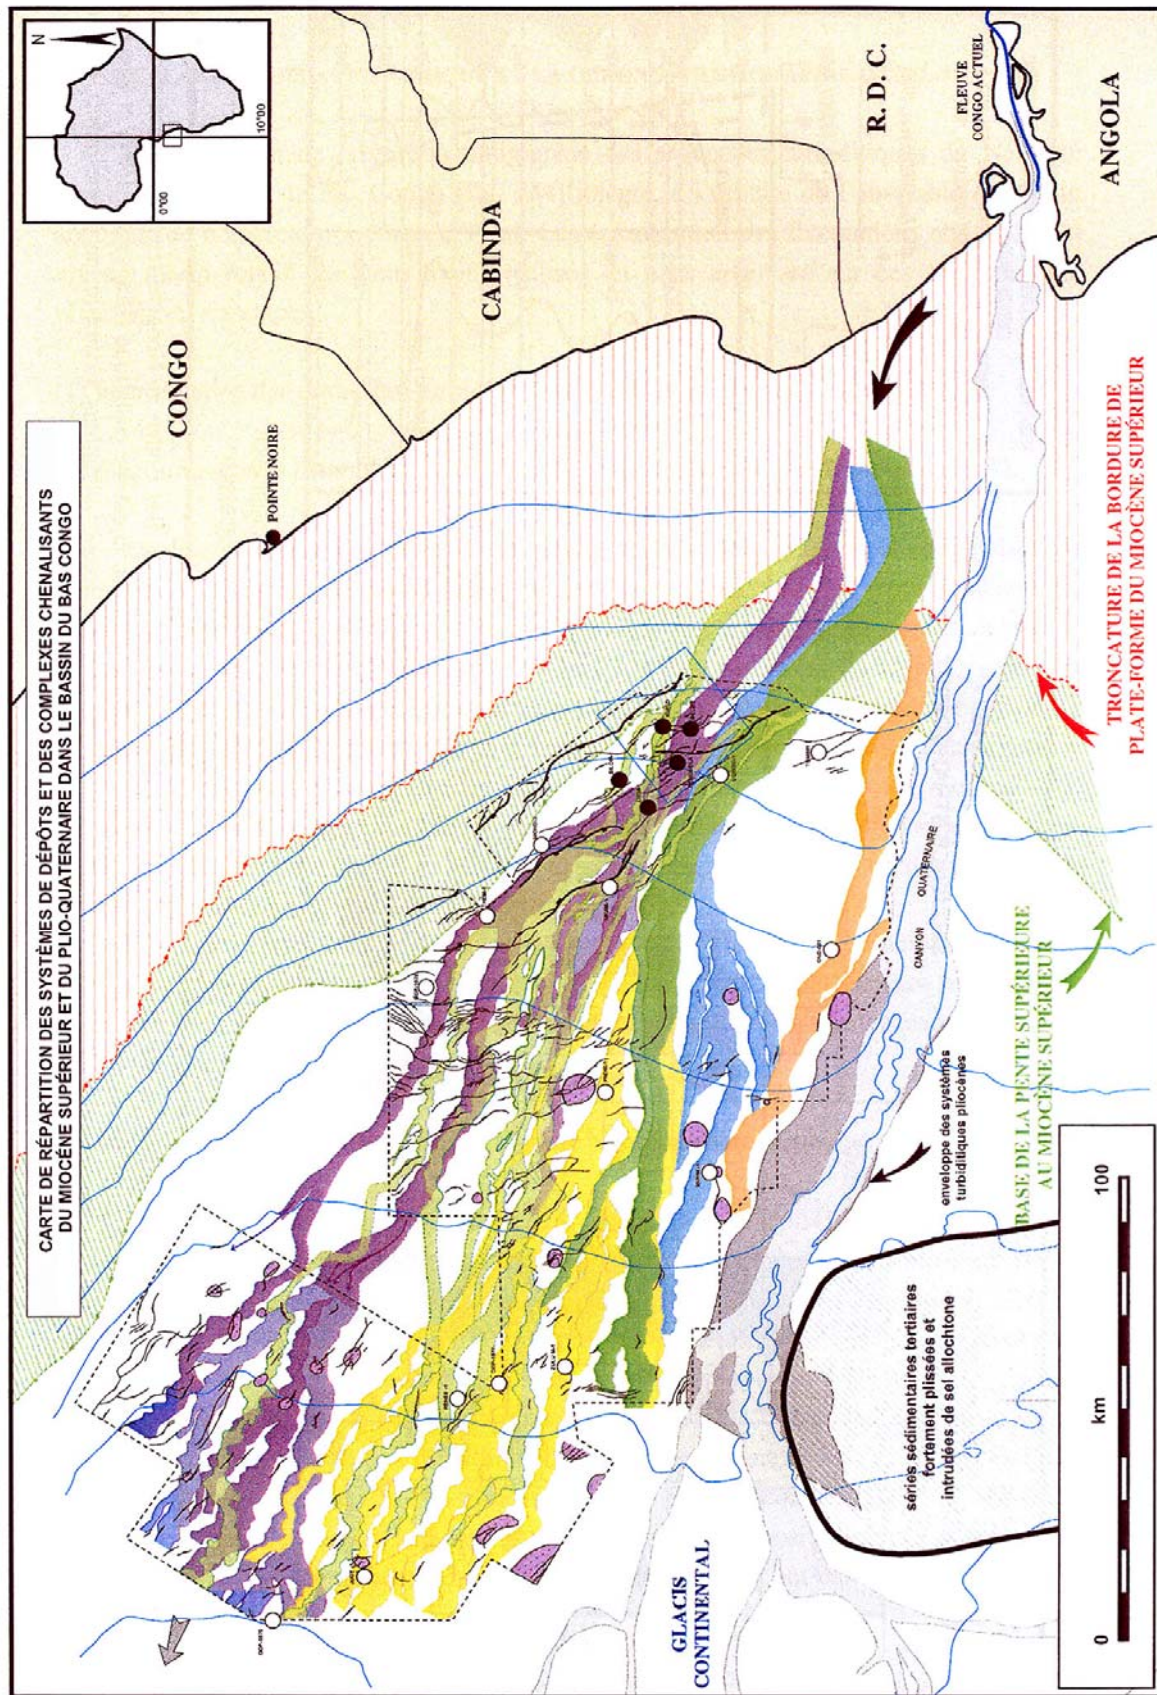 CARTE DE RÉPARTITION DES SYSTÈMES DE DÉPÔTS ET DES COMPLEXES CHENALISANTS
DU MIOCÈNE SUPÉRIEUR ET DU PLIO-QUATERNAIRE DANS LE BASSIN DU BAS CONGO
N
0°00
10°00
CONGO
POINTE NOIRE
CABINDA
R. D. C.
FLEUVE
CONGO ACTUEL
ANGOLA
TRONCATURE DE LA BORDURE DE
PLATE-FORME DU MIOCÈNE SUPÉRIEUR
CANYON QUATERNAIRE
BASE DE LA PENTE SUPÉRIEURE
AU MIOCÈNE SUPÉRIEUR
enveloppe des systèmes
turbiditiques pliocènes
séries sédimentaires tertiaires
fortement plissées et
intrudées de sel allochtone
GLACIS
CONTINENTAL
0 km 100